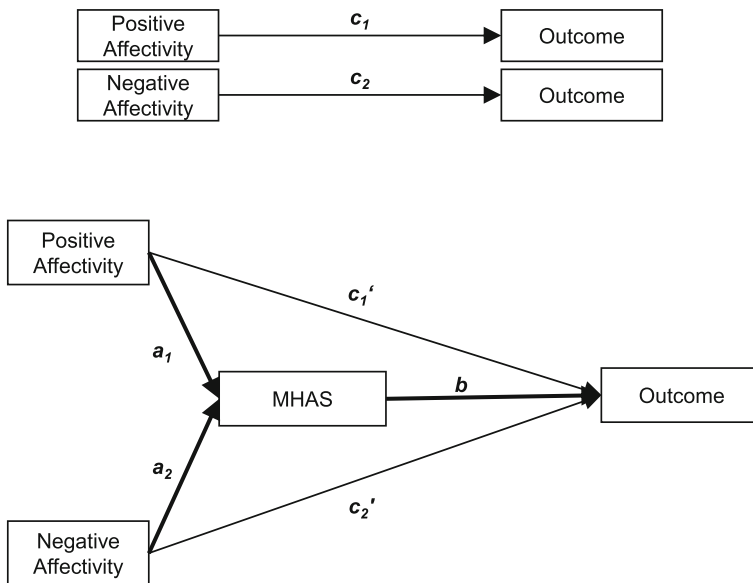 Positive
Affectivity
c1
Outcome
Negative
Affectivity
c2
Outcome
Positive
Affectivity
c1‘
a1
MHAS
b
Outcome
a2
c2'
Negative
Affectivity